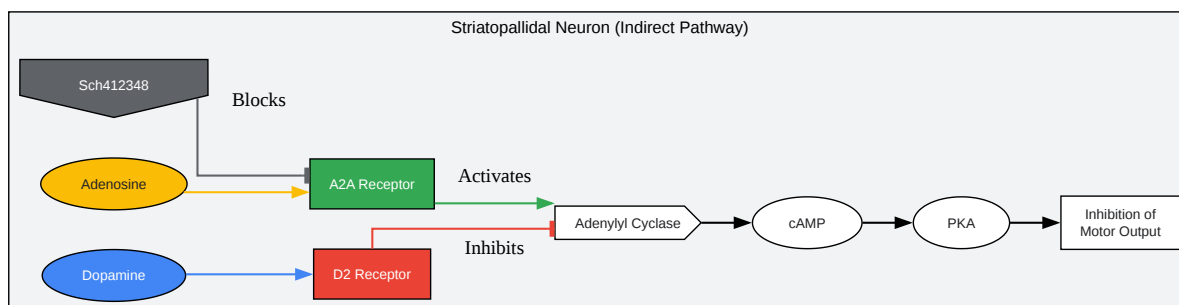 Striatopallidal Neuron (Indirect Pathway)
Sch412348
Blocks
Adenosine
A2A Receptor
Activates
Adenylyl Cyclase
cAMP
PKA
Inhibition of
Motor Output
Inhibits
Dopamine
D2 Receptor